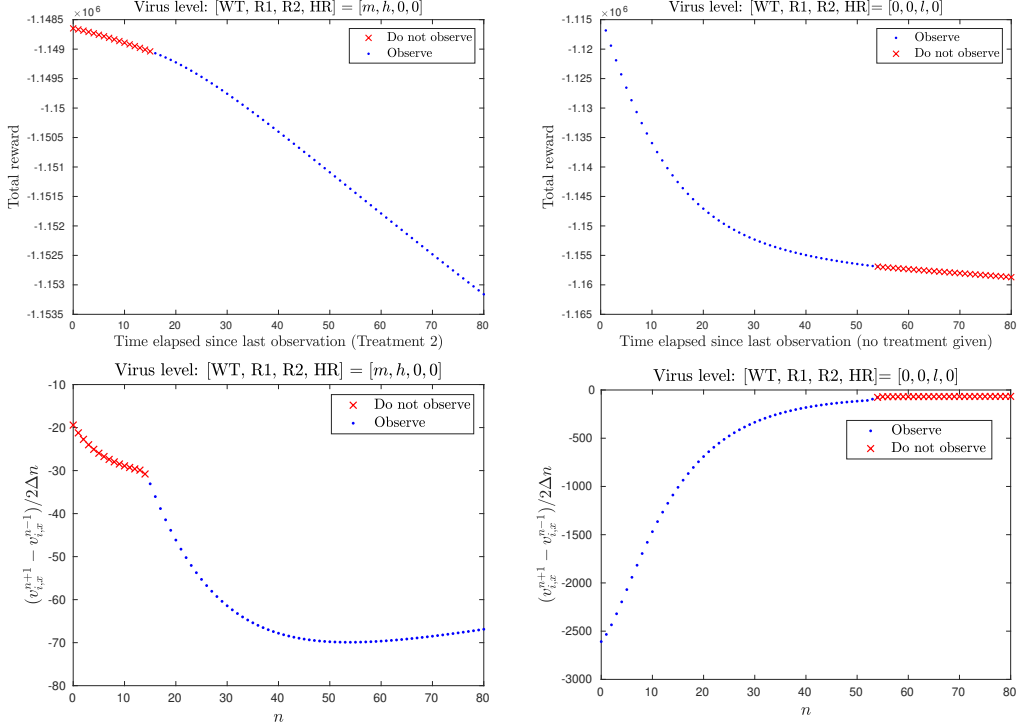 Virus level: [WT, R1, R2, HR] = [m, h, 0, 0]
×10⁶
-1.1485
-1.149
-1.1495
-1.15
-1.1505
-1.151
-1.1515
-1.152
-1.1525
-1.153
-1.1535
Total reward
Do not observe
Observe
0 10 20 30 40 50 60 70 80
Time elapsed since last observation (Treatment 2)
Virus level: [WT, R1, R2, HR]= [0, 0, l, 0]
×10⁶
-1.115
-1.12
-1.125
-1.13
-1.135
-1.14
-1.145
-1.15
-1.155
-1.16
-1.165
Total reward
Observe
Do not observe
0 10 20 30 40 50 60 70 80
Time elapsed since last observation (no treatment given)
Virus level: [WT, R1, R2, HR] = [m, h, 0, 0]
-10
-20
-30
-40
-50
-60
-70
-80
(v_{i,x}^{n+1} − v_{i,x}^{n−1})/2Δn
Do not observe
Observe
0 10 20 30 40 50 60 70 80
n
Virus level: [WT, R1, R2, HR]= [0, 0, l, 0]
0
-500
-1000
-1500
-2000
-2500
-3000
(v_{i,x}^{n+1} − v_{i,x}^{n−1})/2Δn
Observe
Do not observe
0 10 20 30 40 50 60 70 80
n